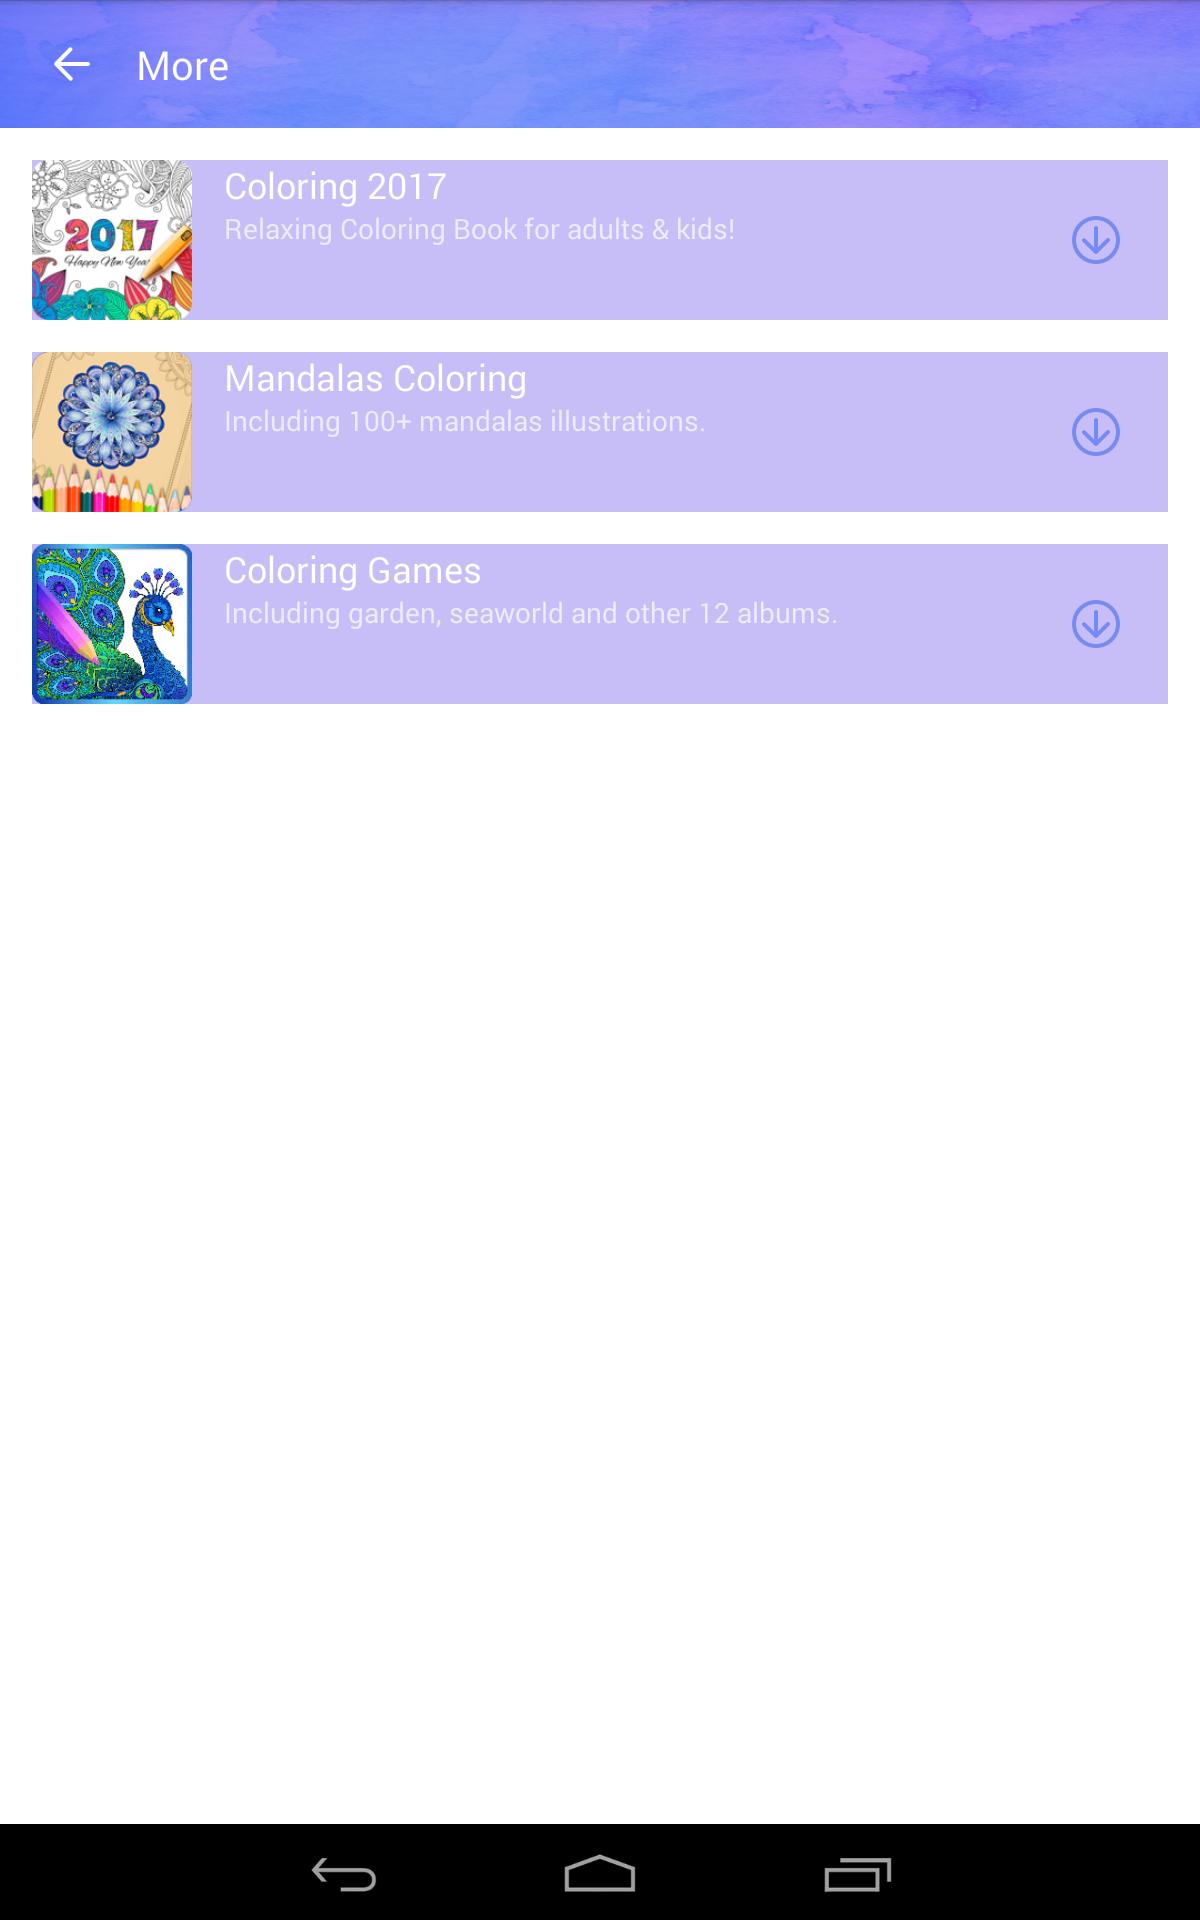 More
Coloring 2017
Relaxing Coloring Book for adults & kids!
2017
Happy New Year
Mandalas Coloring
Including 100+ mandalas illustrations.
Coloring Games
Including garden, seaworld and other 12 albums.